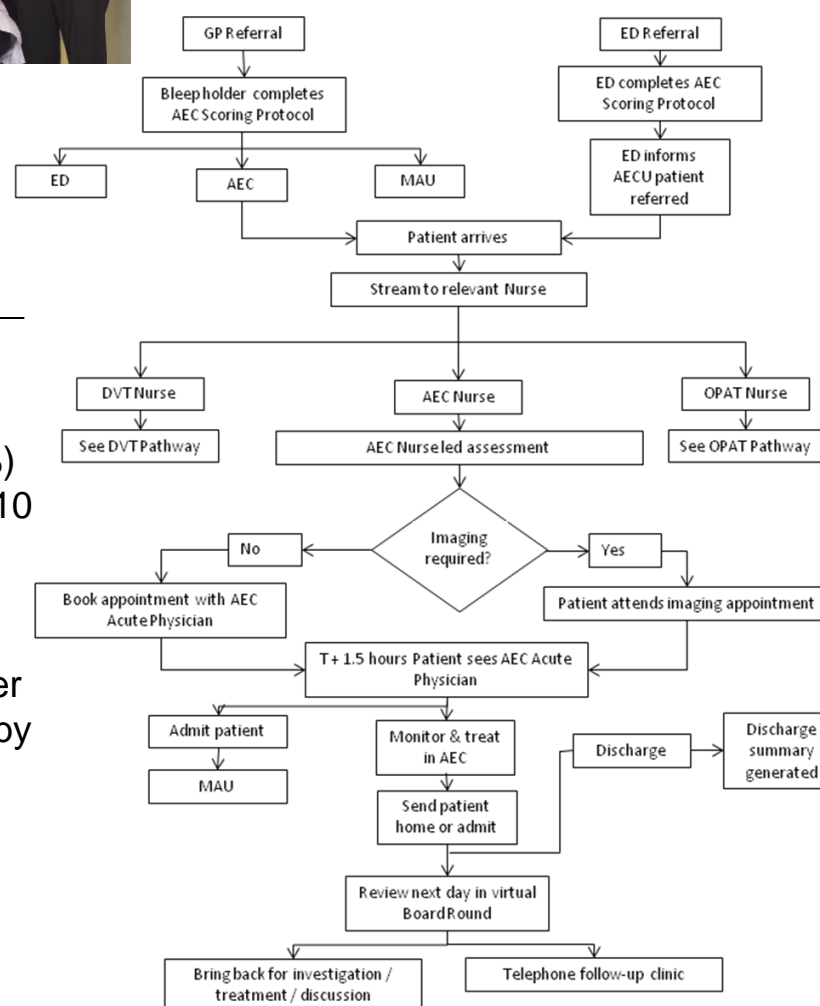 GP Referral
ED Referral
Bleep holder completes
AEC Scoring Protocol
ED completes AEC
Scoring Protocol
ED
AEC
MAU
ED informs
AECU patient
referred
Patient arrives
Stream to relevant Nurse
DVT Nurse
AEC Nurse
OPAT Nurse
See DVT Pathway
AEC Nurse led assessment
See OPAT Pathway
)
10
Imaging
required?
No
Yes
Book appointment with AEC
Acute Physician
Patient attends imaging appointment
T+ 1.5 hours Patient sees AEC Acute
Physician
er
by
Admit patient
MAU
Monitor & treat
in AEC
Discharge
Discharge
summary
generated
Send patient
home or admit
Review next day in virtual
Board Round
Bring back for investigation /
treatment / discussion
Telephone follow-up clinic